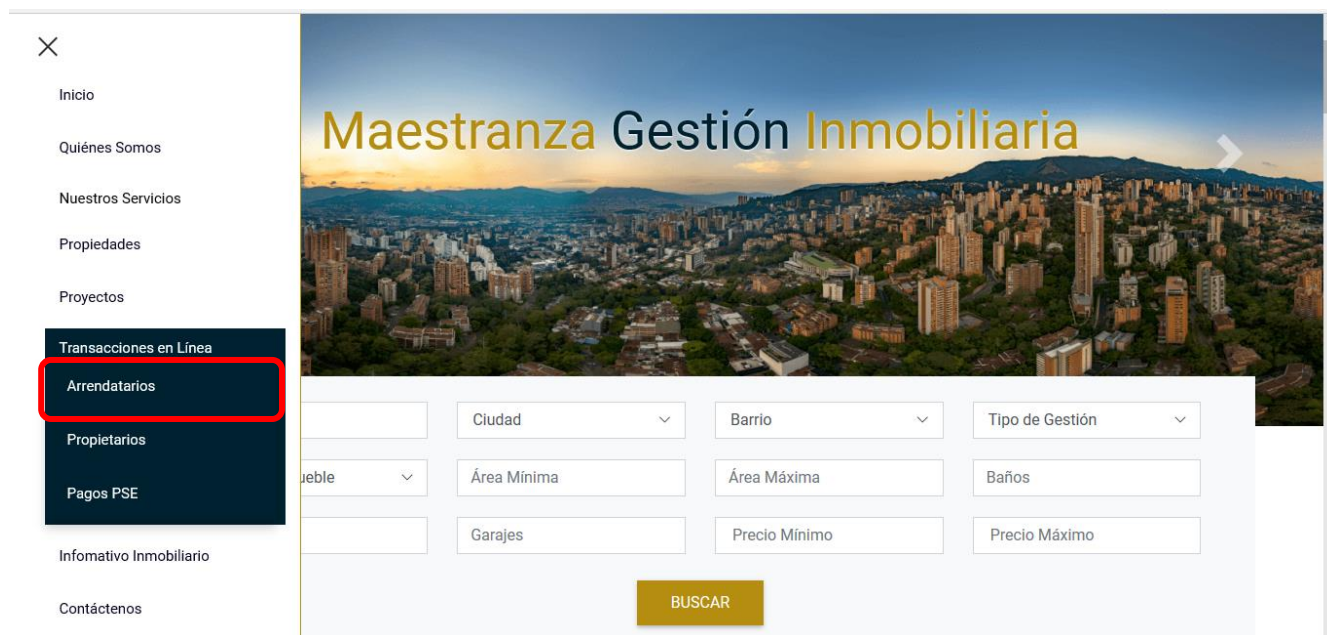 Inicio
Quiénes Somos
Nuestros Servicios
Propiedades
Proyectos
Transacciones en Línea
Arrendatarios
Propietarios
Pagos PSE
Infomativo Inmobiliario
Contáctenos
Maestranza Gestión Inmobiliaria
Ciudad
Barrio
Tipo de Gestión
ueble
Área Mínima
Área Máxima
Baños
Garajes
Precio Mínimo
Precio Máximo
BUSCAR